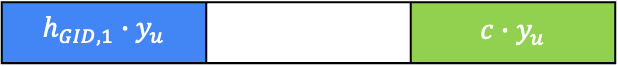 h_{GID,1} · y_u
c · y_u